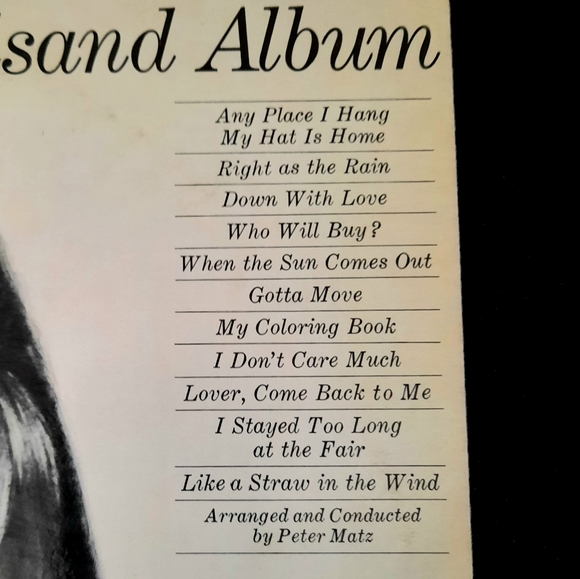 sand Album
Any Place I Hang
My Hat Is Home
Right as the Rain
Down With Love
Who Will Buy?
When the Sun Comes Out
Gotta Move
My Coloring Book
I Don't Care Much
Lover, Come Back to Me
I Stayed Too Long
at the Fair
Like a Straw in the Wind
Arranged and Conducted
by Peter Matz